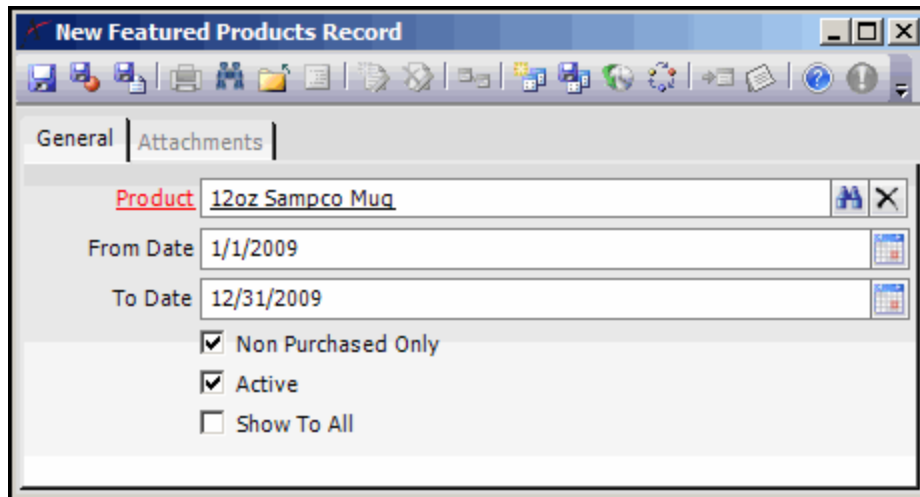 New Featured Products Record
General Attachments
Product 12oz Sampco Mug
From Date 1/1/2009
To Date 12/31/2009
Non Purchased Only
Active
Show To All